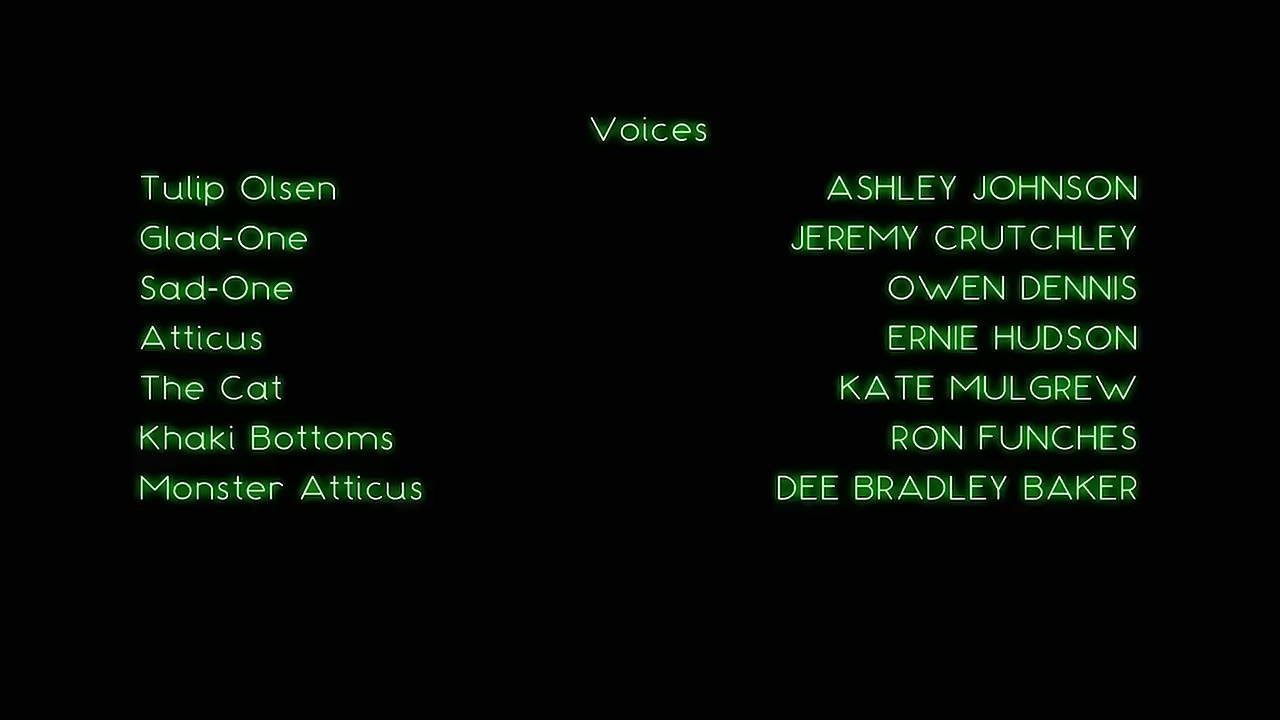 Voices
Tulip Olsen ASHLEY JOHNSON
Glad-One JEREMY CRUTCHLEY
Sad-One OWEN DENNIS
Atticus ERNIE HUDSON
The Cat KATE MULGREW
Khaki Bottoms RON FUNCHES
Monster Atticus DEE BRADLEY BAKER